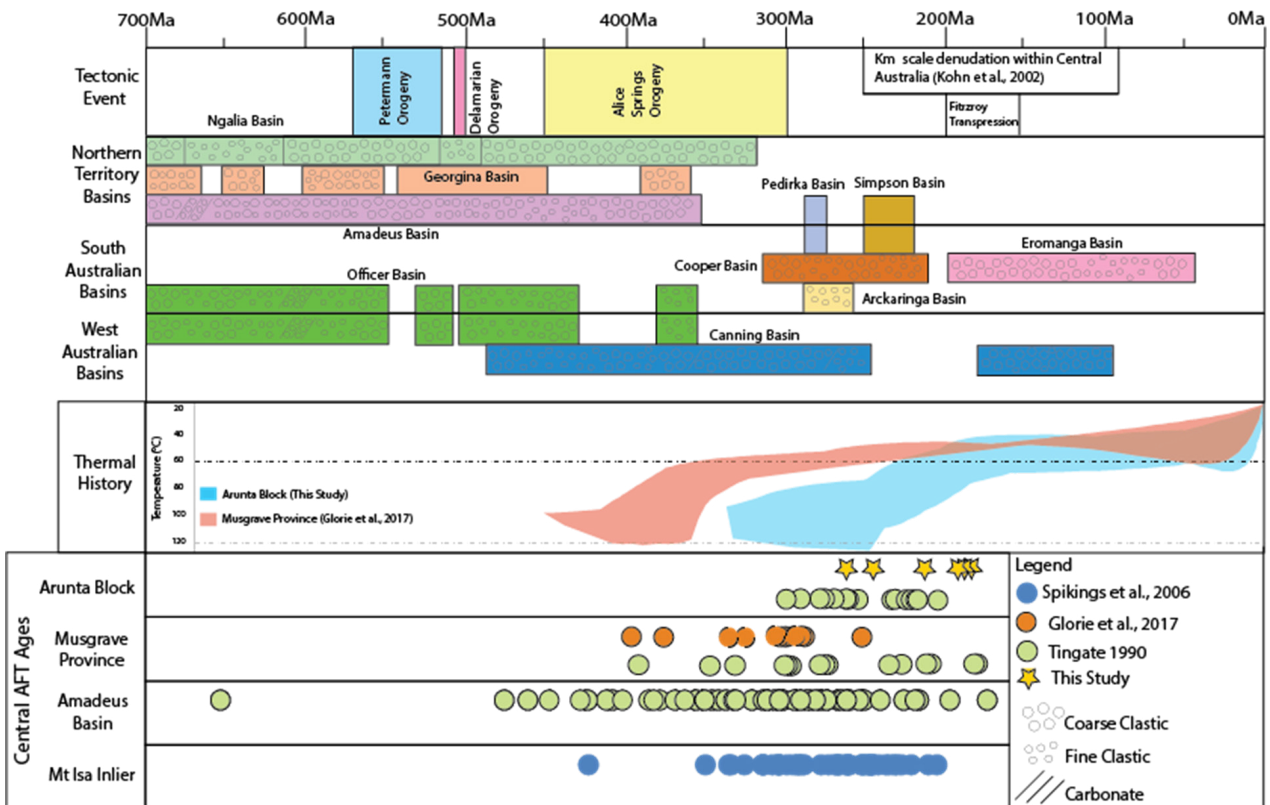 700Ma 600Ma 500Ma 400Ma 300Ma 200Ma 100Ma 0Ma
Tectonic
Event
Petermann
Orogeny
Delamarian
Orogeny
Alice
Springs
Orogeny
Km scale denudation within Central
Australia (Kohn et al., 2002)
Fitrzroy
Transpression
Ngalia Basin
Northern
Territory
Basins
Georgina Basin
Pedirka Basin
Simpson Basin
Amadeus Basin
South
Australian
Basins
Officer Basin
Cooper Basin
Eromanga Basin
Arckaringa Basin
West
Australian
Basins
Canning Basin
Thermal
History
Temperature (°C)
20
40
60
80
100
120
Arunta Block (This Study)
Musgrave Province (Glorie et al., 2017)
Central AFT Ages
Arunta Block
Musgrave
Province
Amadeus
Basin
Mt Isa Inlier
Legend
Spikings et al., 2006
Glorie et al., 2017
Tingate 1990
This Study
Coarse Clastic
Fine Clastic
Carbonate